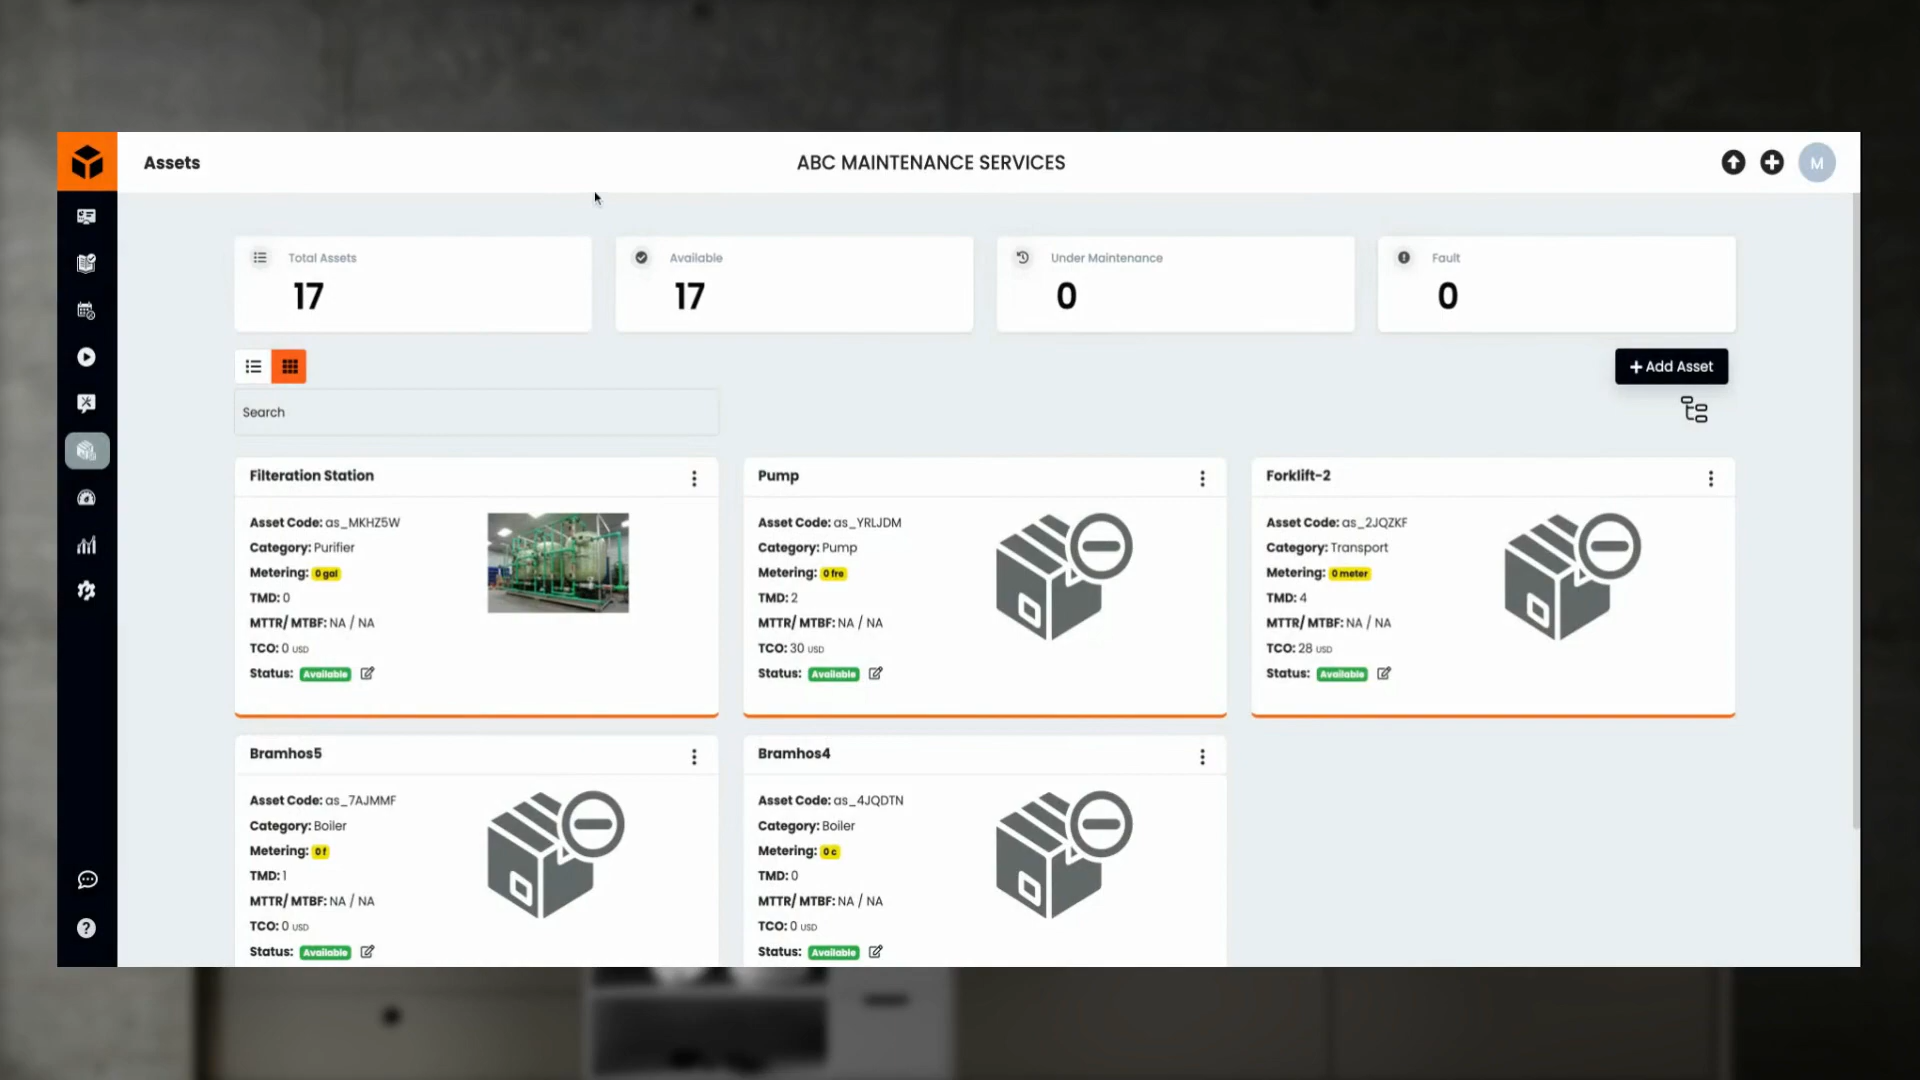 Assets
ABC MAINTENANCE SERVICES
M
Total Assets
17
Available
17
Under Maintenance
0
Fault
0
+ Add Asset
Search
Filteration Station
Asset Code: as_MKHZ5W
Category: Purifier
Metering: 0 gal
TMD: 0
MTTR/ MTBF: NA / NA
TCO: 0 USD
Status: Available
Pump
Asset Code: as_YRLJDM
Category: Pump
Metering: 0 fre
TMD: 2
MTTR/ MTBF: NA / NA
TCO: 30 USD
Status: Available
Forklift-2
Asset Code: as_2JQZKF
Category: Transport
Metering: 0 meter
TMD: 4
MTTR/ MTBF: NA / NA
TCO: 28 USD
Status: Available
Bramhos5
Asset Code: as_7AJMMF
Category: Boiler
Metering: 0 f
TMD: 1
MTTR/ MTBF: NA / NA
TCO: 0 USD
Status: Available
Bramhos4
Asset Code: as_4JQDTN
Category: Boiler
Metering: 0 c
TMD: 0
MTTR/ MTBF: NA / NA
TCO: 0 USD
Status: Available